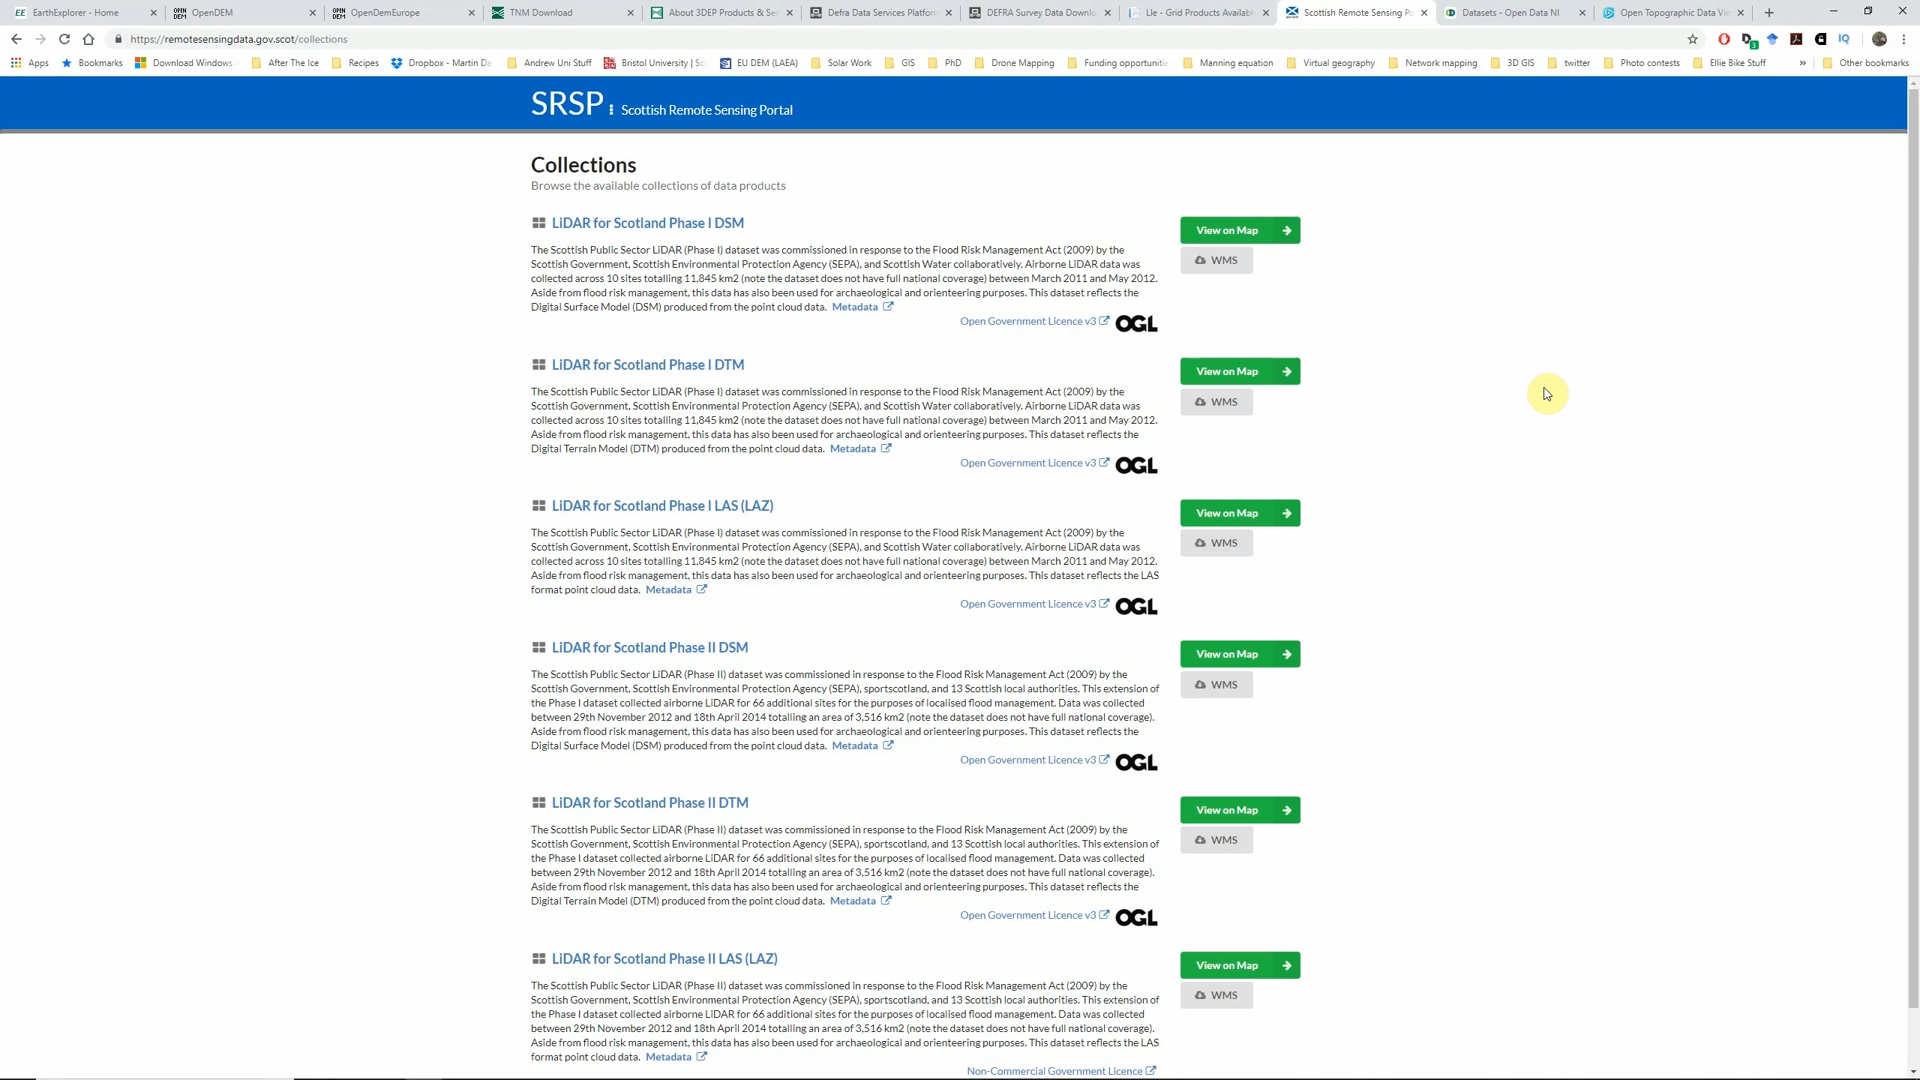 EarthExplorer - Home
OpenDEM
OpenDemEurope
TNM Download
About 3DEP Products & Se
Defra Data Services Platform
DEFRA Survey Data Downlo
Lle - Grid Products Available
Scottish Remote Sensing Po
Datasets - Open Data NI
Open Topographic Data Vie
https://remotesensingdata.gov.scot/collections
Apps
Bookmarks
Download Windows
After The Ice
Recipes
Dropbox - Martin Da
Andrew Uni Stuff
Bristol University | Sc
EU DEM (LAEA)
Solar Work
GIS
PhD
Drone Mapping
Funding opportunitie
Manning equation
Virtual geography
Network mapping
3D GIS
twitter
Photo contests
Ellie Bike Stuff
»
Other bookmarks
SRSP Scottish Remote Sensing Portal
Collections
Browse the available collections of data products
LiDAR for Scotland Phase I DSM
The Scottish Public Sector LiDAR (Phase I) dataset was commissioned in response to the Flood Risk Management Act (2009) by the
Scottish Government, Scottish Environmental Protection Agency (SEPA), and Scottish Water collaboratively. Airborne LiDAR data was
collected across 10 sites totalling 11,845 km2 (note the dataset does not have full national coverage) between March 2011 and May 2012.
Aside from flood risk management, this data has also been used for archaeological and orienteering purposes. This dataset reflects the
Digital Surface Model (DSM) produced from the point cloud data. Metadata
Open Government Licence v3 OGL
View on Map
WMS
LiDAR for Scotland Phase I DTM
The Scottish Public Sector LiDAR (Phase I) dataset was commissioned in response to the Flood Risk Management Act (2009) by the
Scottish Government, Scottish Environmental Protection Agency (SEPA), and Scottish Water collaboratively. Airborne LiDAR data was
collected across 10 sites totalling 11,845 km2 (note the dataset does not have full national coverage) between March 2011 and May 2012.
Aside from flood risk management, this data has also been used for archaeological and orienteering purposes. This dataset reflects the
Digital Terrain Model (DTM) produced from the point cloud data. Metadata
Open Government Licence v3 OGL
View on Map
WMS
LiDAR for Scotland Phase I LAS (LAZ)
The Scottish Public Sector LiDAR (Phase I) dataset was commissioned in response to the Flood Risk Management Act (2009) by the
Scottish Government, Scottish Environmental Protection Agency (SEPA), and Scottish Water collaboratively. Airborne LiDAR data was
collected across 10 sites totalling 11,845 km2 (note the dataset does not have full national coverage) between March 2011 and May 2012.
Aside from flood risk management, this data has also been used for archaeological and orienteering purposes. This dataset reflects the LAS
format point cloud data. Metadata
Open Government Licence v3 OGL
View on Map
WMS
LiDAR for Scotland Phase II DSM
The Scottish Public Sector LiDAR (Phase II) dataset was commissioned in response to the Flood Risk Management Act (2009) by the
Scottish Government, Scottish Environmental Protection Agency (SEPA), sportscotland, and 13 Scottish local authorities. This extension of
the Phase I dataset collected airborne LiDAR for 66 additional sites for the purposes of localised flood management. Data was collected
between 29th November 2012 and 18th April 2014 totalling an area of 3,516 km2 (note the dataset does not have full national coverage).
Aside from flood risk management, this data has also been used for archaeological and orienteering purposes. This dataset reflects the
Digital Surface Model (DSM) produced from the point cloud data. Metadata
Open Government Licence v3 OGL
View on Map
WMS
LiDAR for Scotland Phase II DTM
The Scottish Public Sector LiDAR (Phase II) dataset was commissioned in response to the Flood Risk Management Act (2009) by the
Scottish Government, Scottish Environmental Protection Agency (SEPA), sportscotland, and 13 Scottish local authorities. This extension of
the Phase I dataset collected airborne LiDAR for 66 additional sites for the purposes of localised flood management. Data was collected
between 29th November 2012 and 18th April 2014 totalling an area of 3,516 km2 (note the dataset does not have full national coverage).
Aside from flood risk management, this data has also been used for archaeological and orienteering purposes. This dataset reflects the
Digital Terrain Model (DTM) produced from the point cloud data. Metadata
Open Government Licence v3 OGL
View on Map
WMS
LiDAR for Scotland Phase II LAS (LAZ)
The Scottish Public Sector LiDAR (Phase II) dataset was commissioned in response to the Flood Risk Management Act (2009) by the
Scottish Government, Scottish Environmental Protection Agency (SEPA), sportscotland, and 13 Scottish local authorities. This extension of
the Phase I dataset collected airborne LiDAR for 66 additional sites for the purposes of localised flood management. Data was collected
between 29th November 2012 and 18th April 2014 totalling an area of 3,516 km2 (note the dataset does not have full national coverage).
Aside from flood risk management, this data has also been used for archaeological and orienteering purposes. This dataset reflects the LAS
format point cloud data. Metadata
Non-Commercial Government Licence
View on Map
WMS